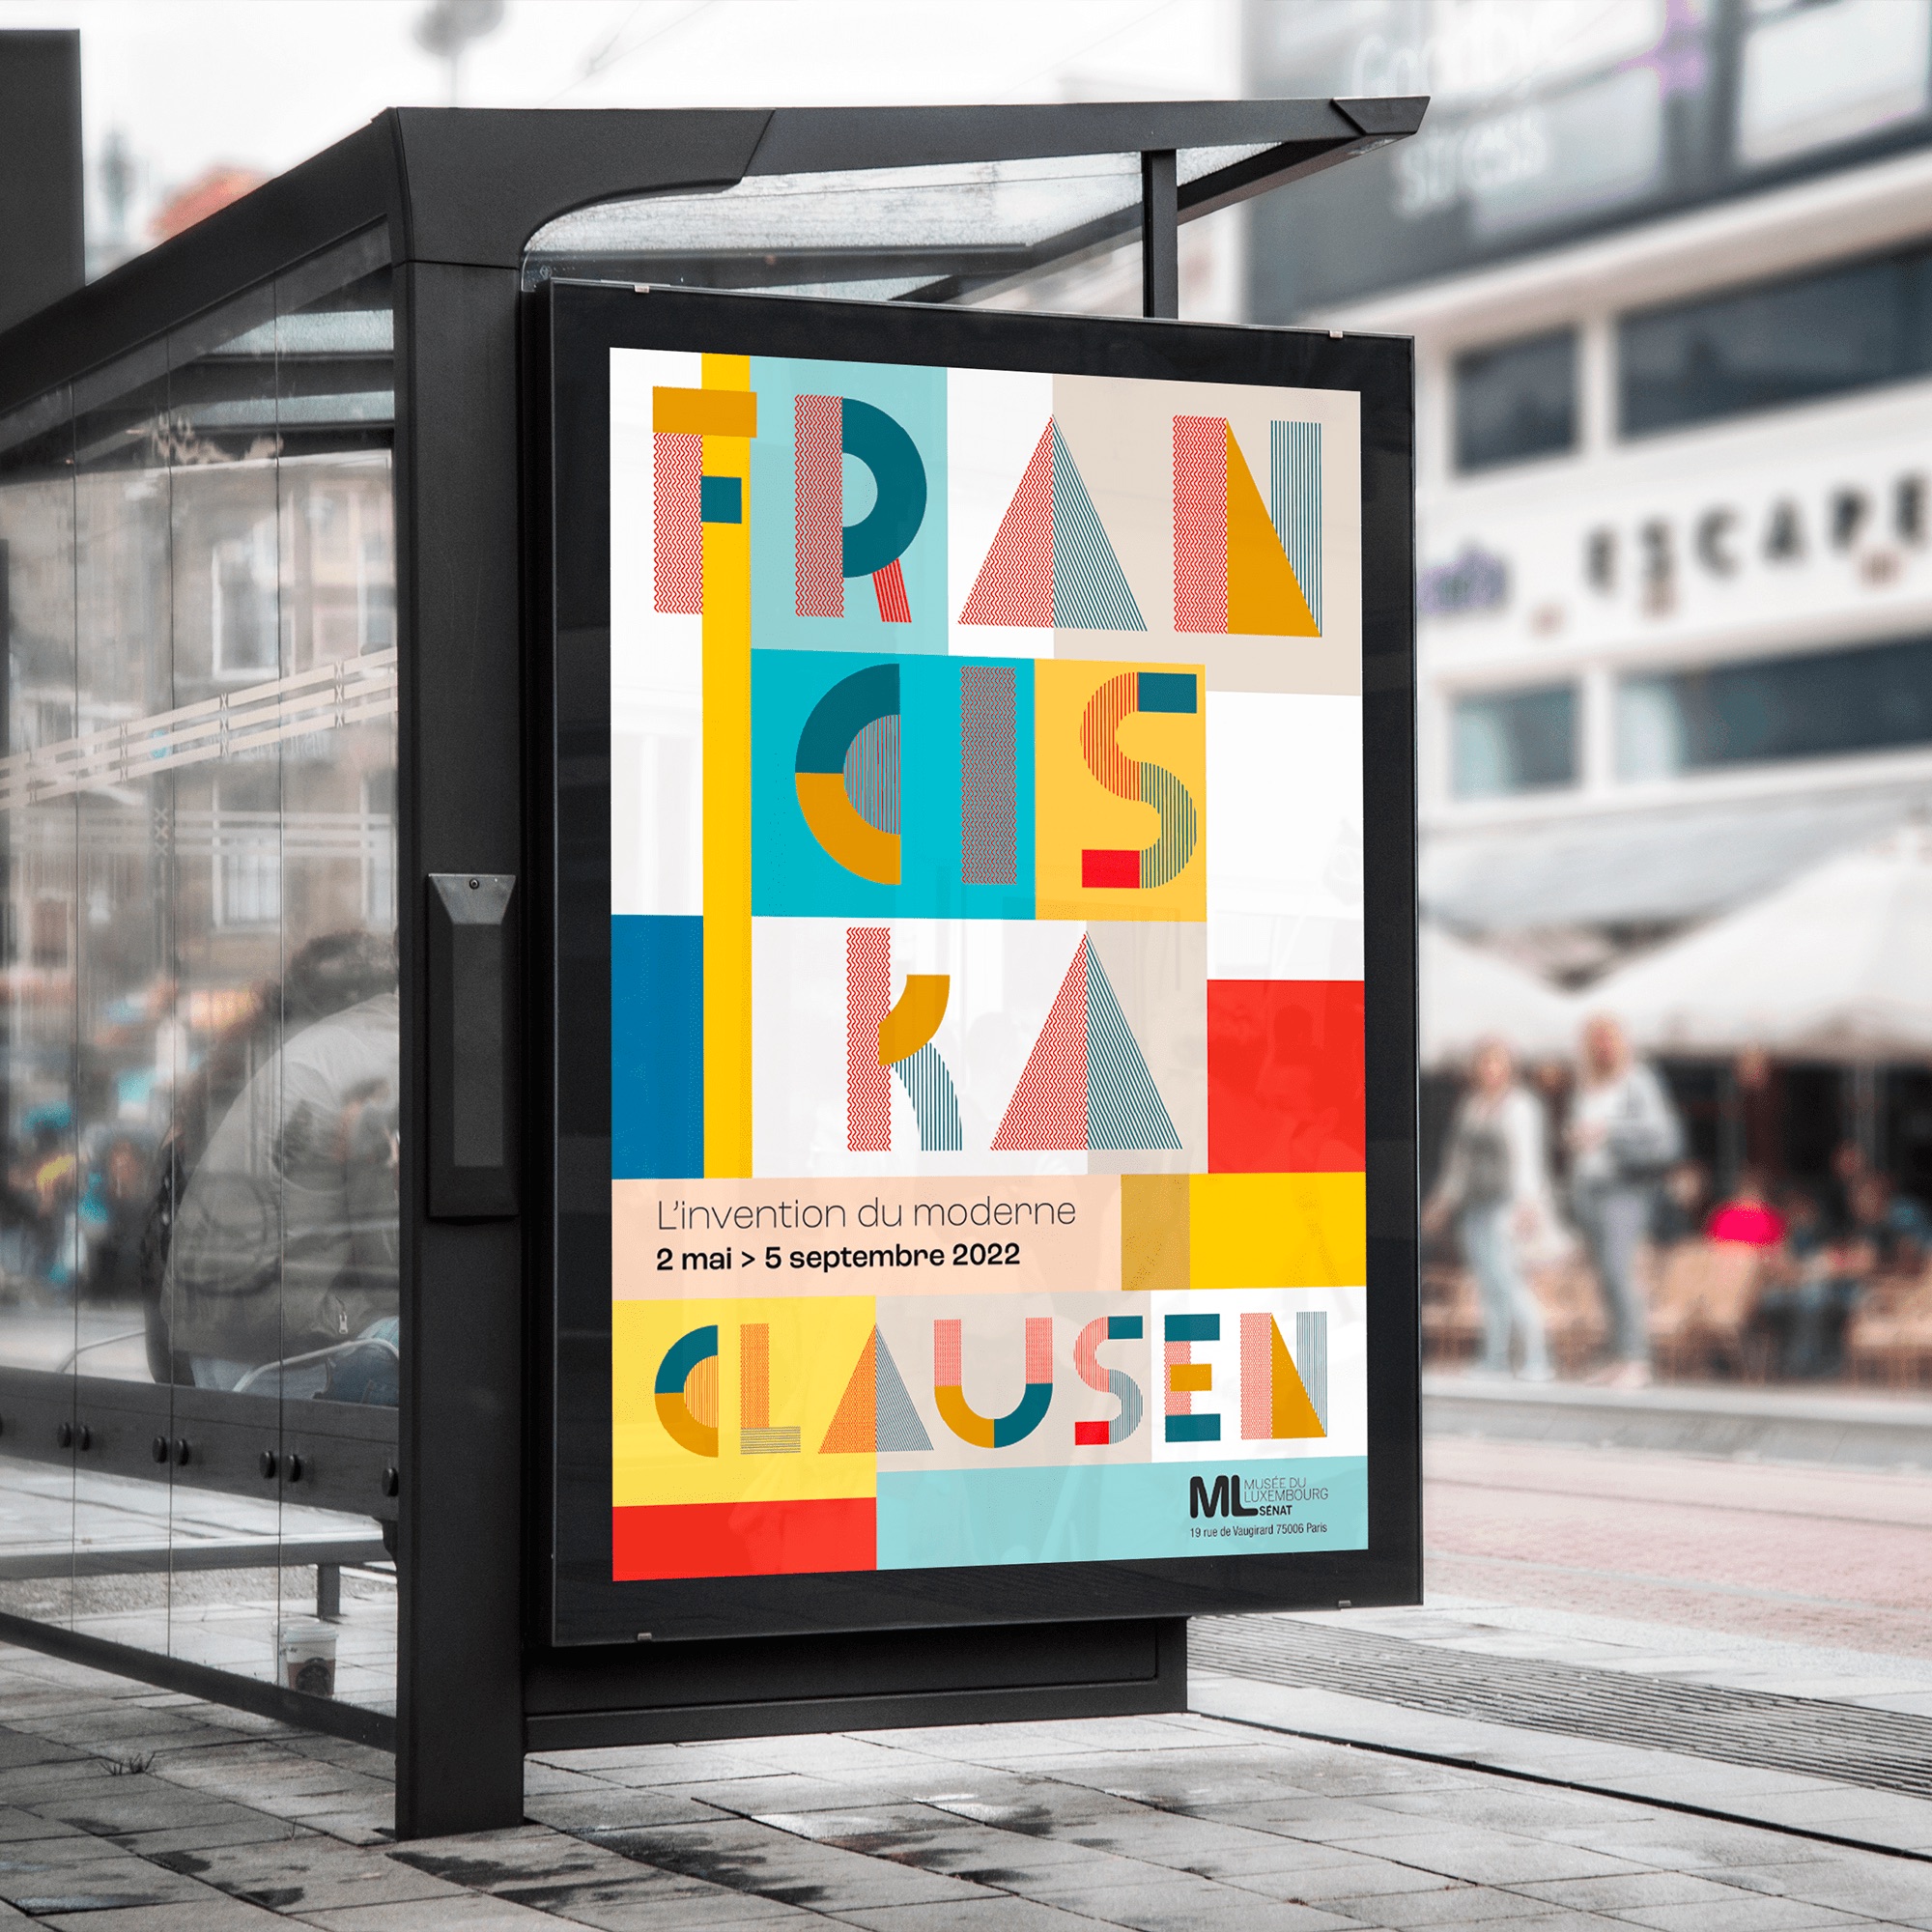 FRAN
CIS
KA
L'invention du moderne
2 mai > 5 septembre 2022
CLAUSEN
ML MUSÉE DU
LUXEMBOURG
SÉNAT
19 rue de Vaugirard 75006 Paris
ESCAPE